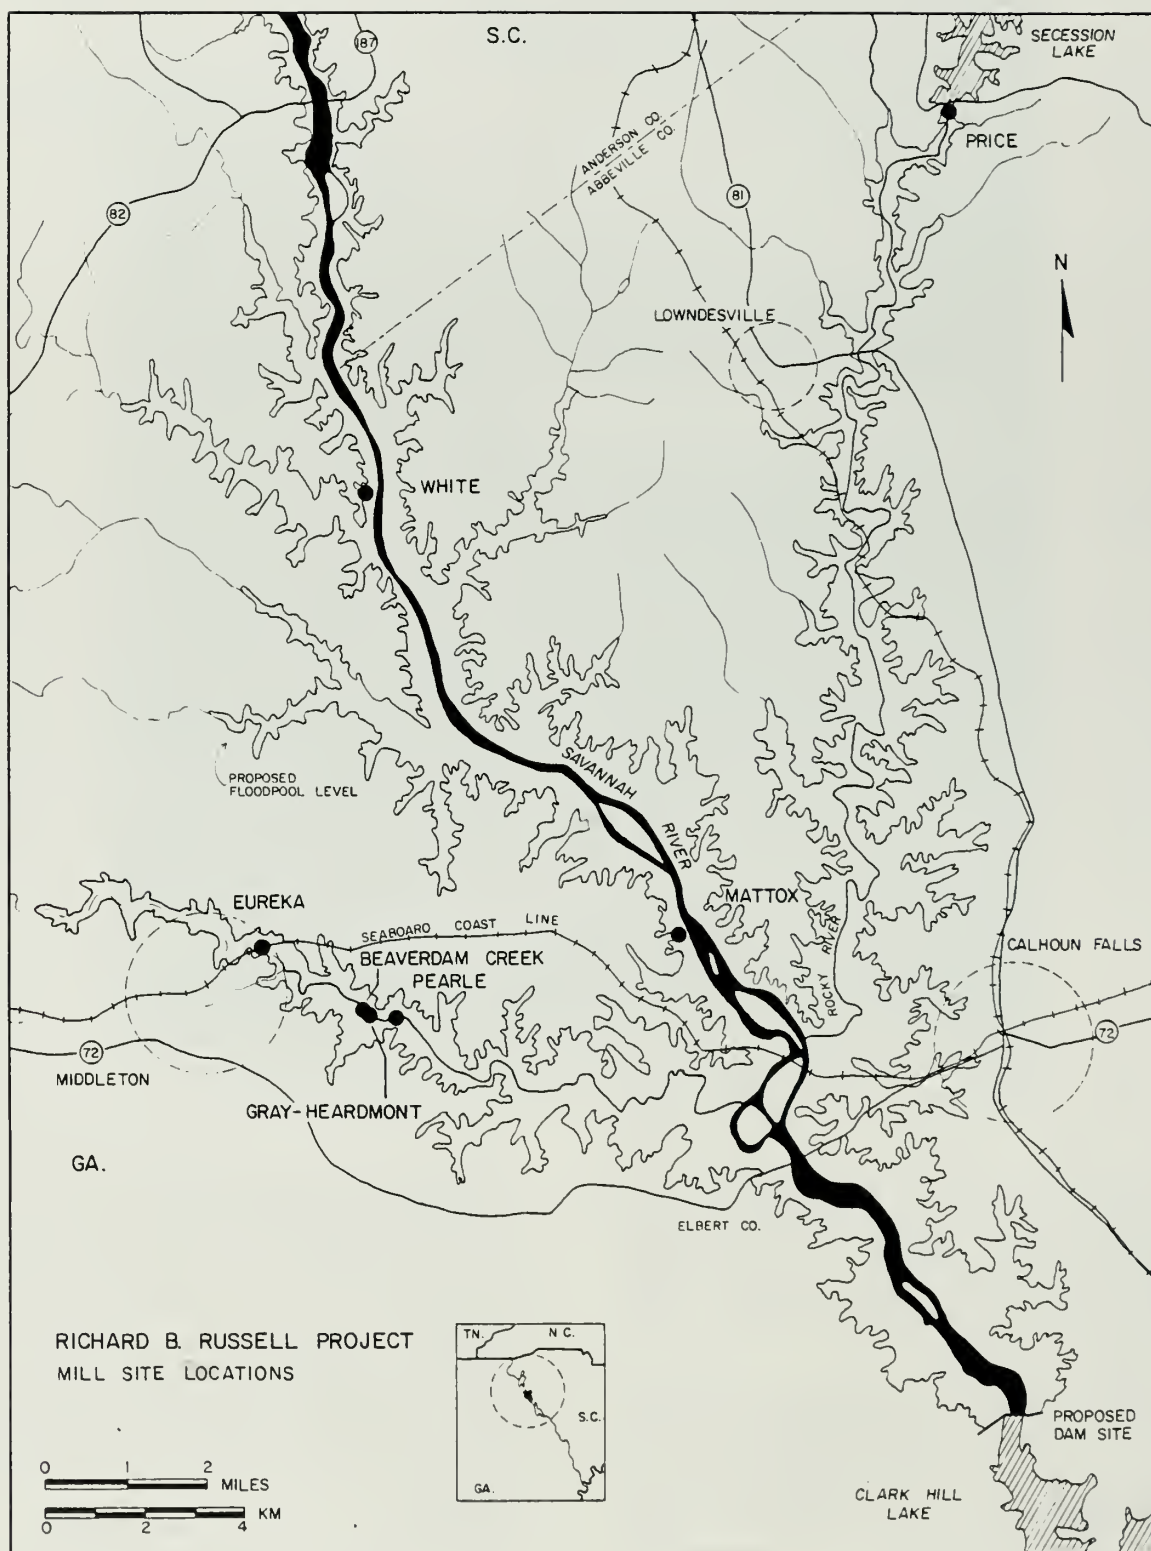 S.C.
187
SECESSION
LAKE
PRICE
ANDERSON CO.
ABBEVILLE CO.
82
81
N
LOWNDESVILLE
WHITE
SAVANNAH
RIVER
PROPOSED
FLOODPOOL LEVEL
EUREKA
MATTOX
SEABOARD COAST LINE
ROCKY RIVER
CALHOUN FALLS
BEAVERDAM CREEK
PEARLE
72
72
MIDDLETON
GRAY-HEARDMONT
GA.
ELBERT CO.
RICHARD B. RUSSELL PROJECT
MILL SITE LOCATIONS
TN.
N C.
S.C.
GA.
PROPOSED
DAM SITE
0 1 2
MILES
KM
0 2 4
CLARK HILL
LAKE